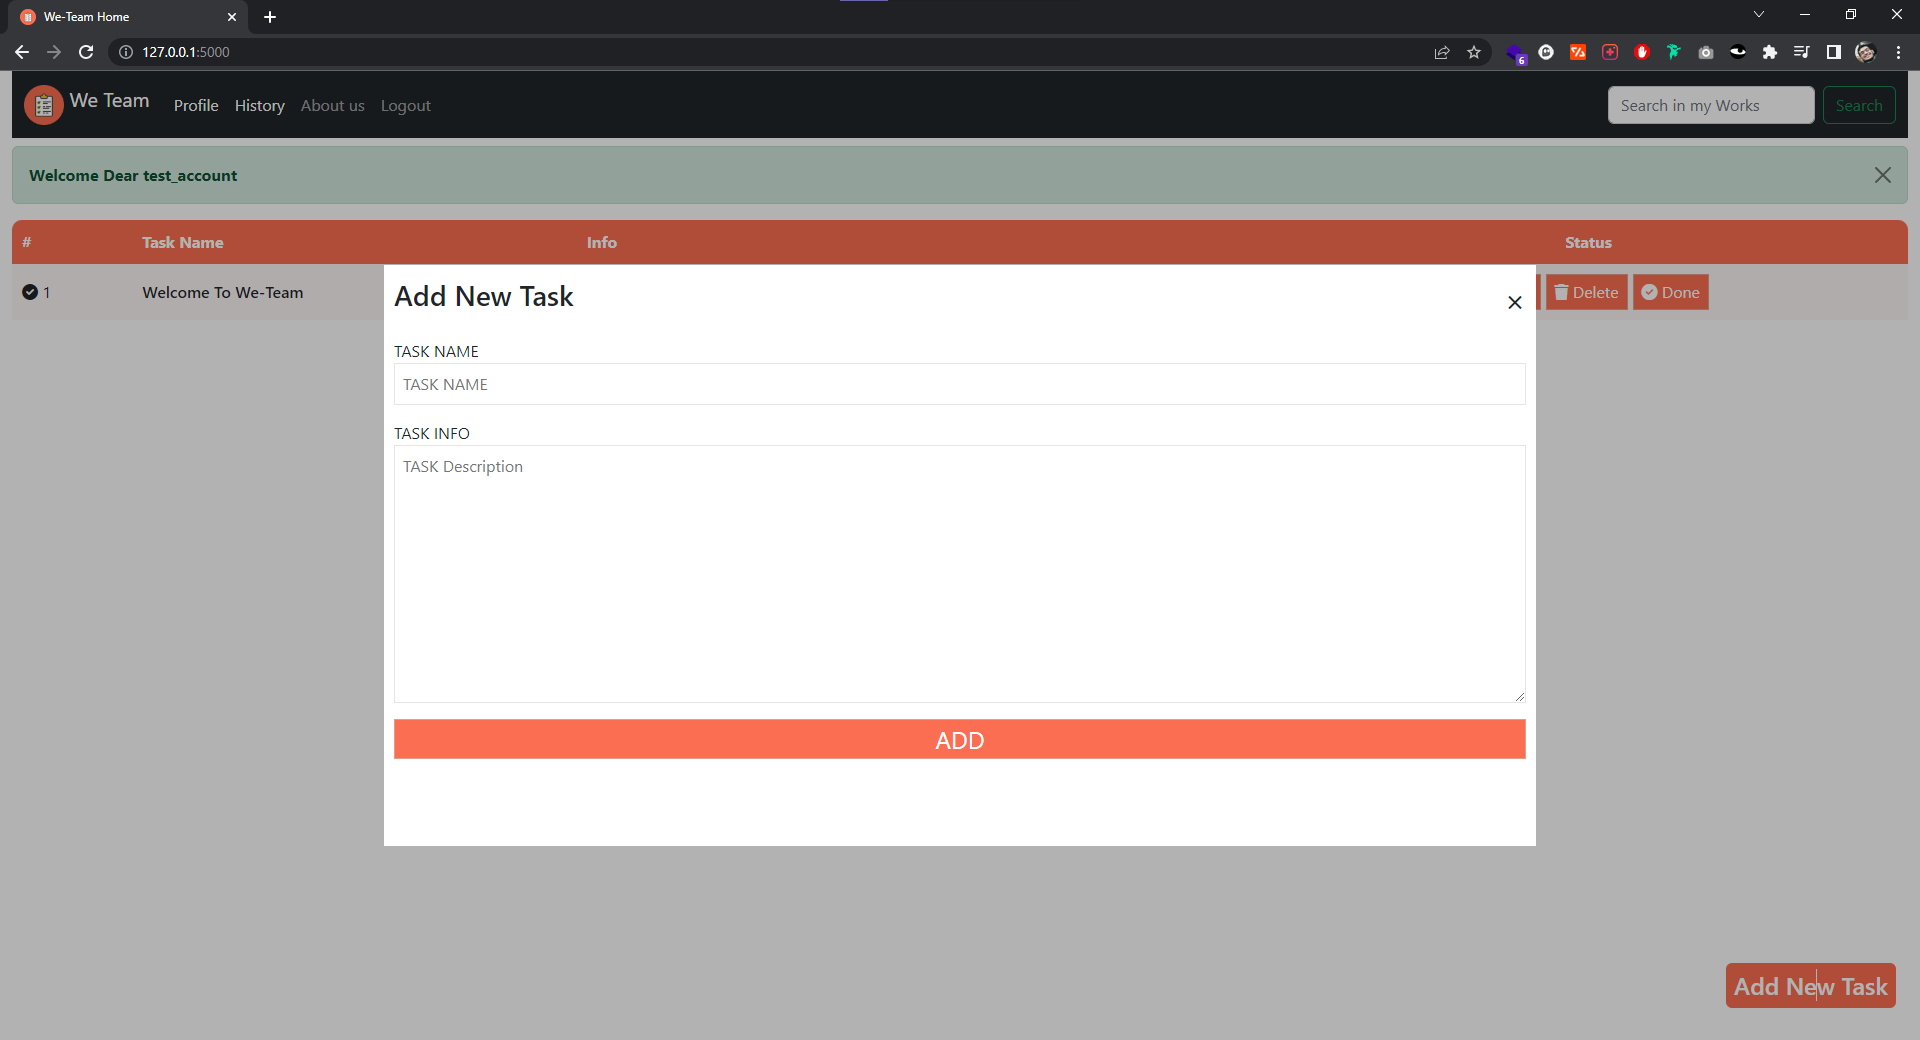 We-Team Home
127.0.0.1:5000
6
We Team
Profile
History
About us
Logout
Search in my Works
Search
Welcome Dear test_account
#
Task Name
Info
Status
1
Welcome To We-Team
Delete
Done
Add New Task
TASK NAME
TASK NAME
TASK INFO
TASK Description
ADD
Add New Task